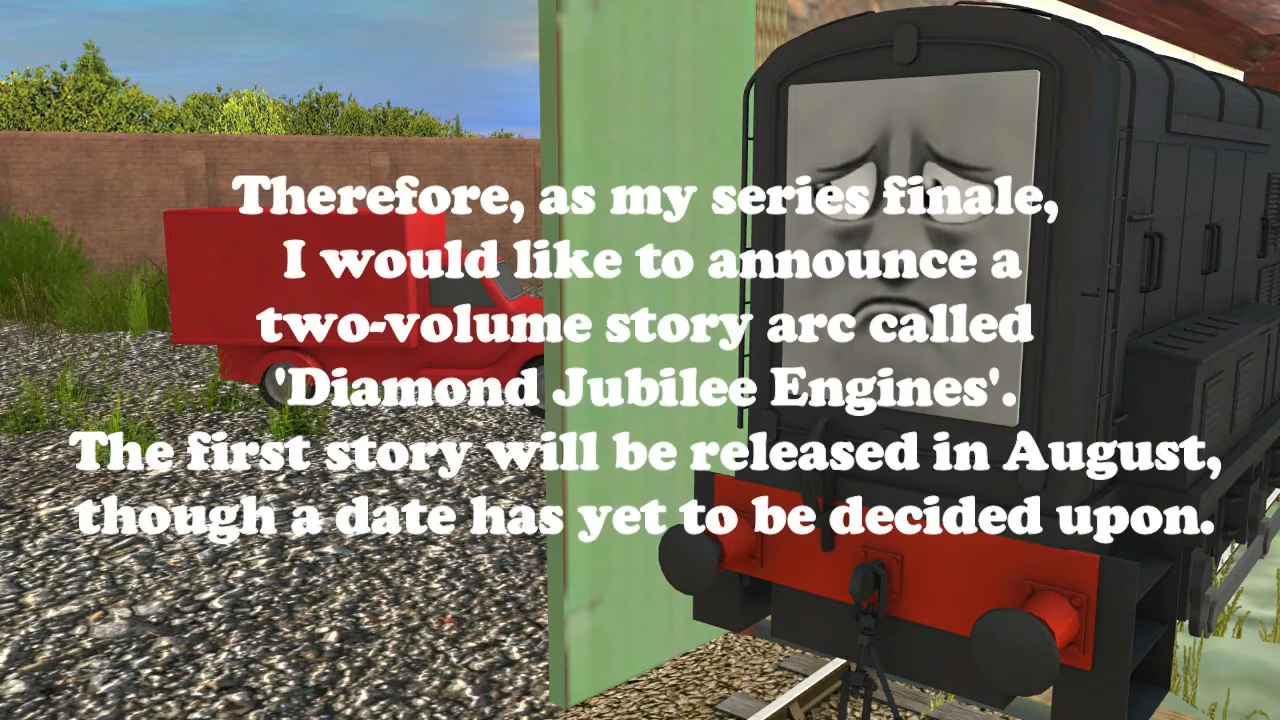 Therefore, as my series finale,
I would like to announce a
two-volume story arc called
'Diamond Jubilee Engines'.
The first story will be released in August,
though a date has yet to be decided upon.